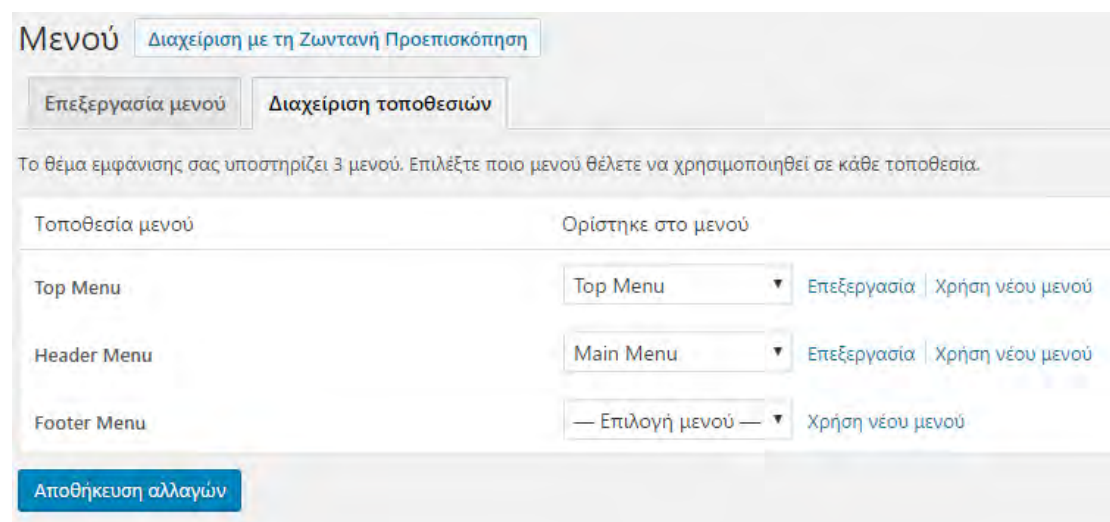 Μενού Διαχείριση με τη Ζωντανή Προεπισκόπηση
Επεξεργασία μενού Διαχείριση τοποθεσιών
Το θέμα εμφάνισης σας υποστηρίζει 3 μενού. Επιλέξτε ποιο μενού θέλετε να χρησιμοποιηθεί σε κάθε τοποθεσία.
Τοποθεσία μενού Ορίστηκε στο μενού
Top Menu Top Menu Επεξεργασία Χρήση νέου μενού
Header Menu Main Menu Επεξεργασία Χρήση νέου μενού
Footer Menu — Επιλογή μενού — Χρήση νέου μενού
Αποθήκευση αλλαγών